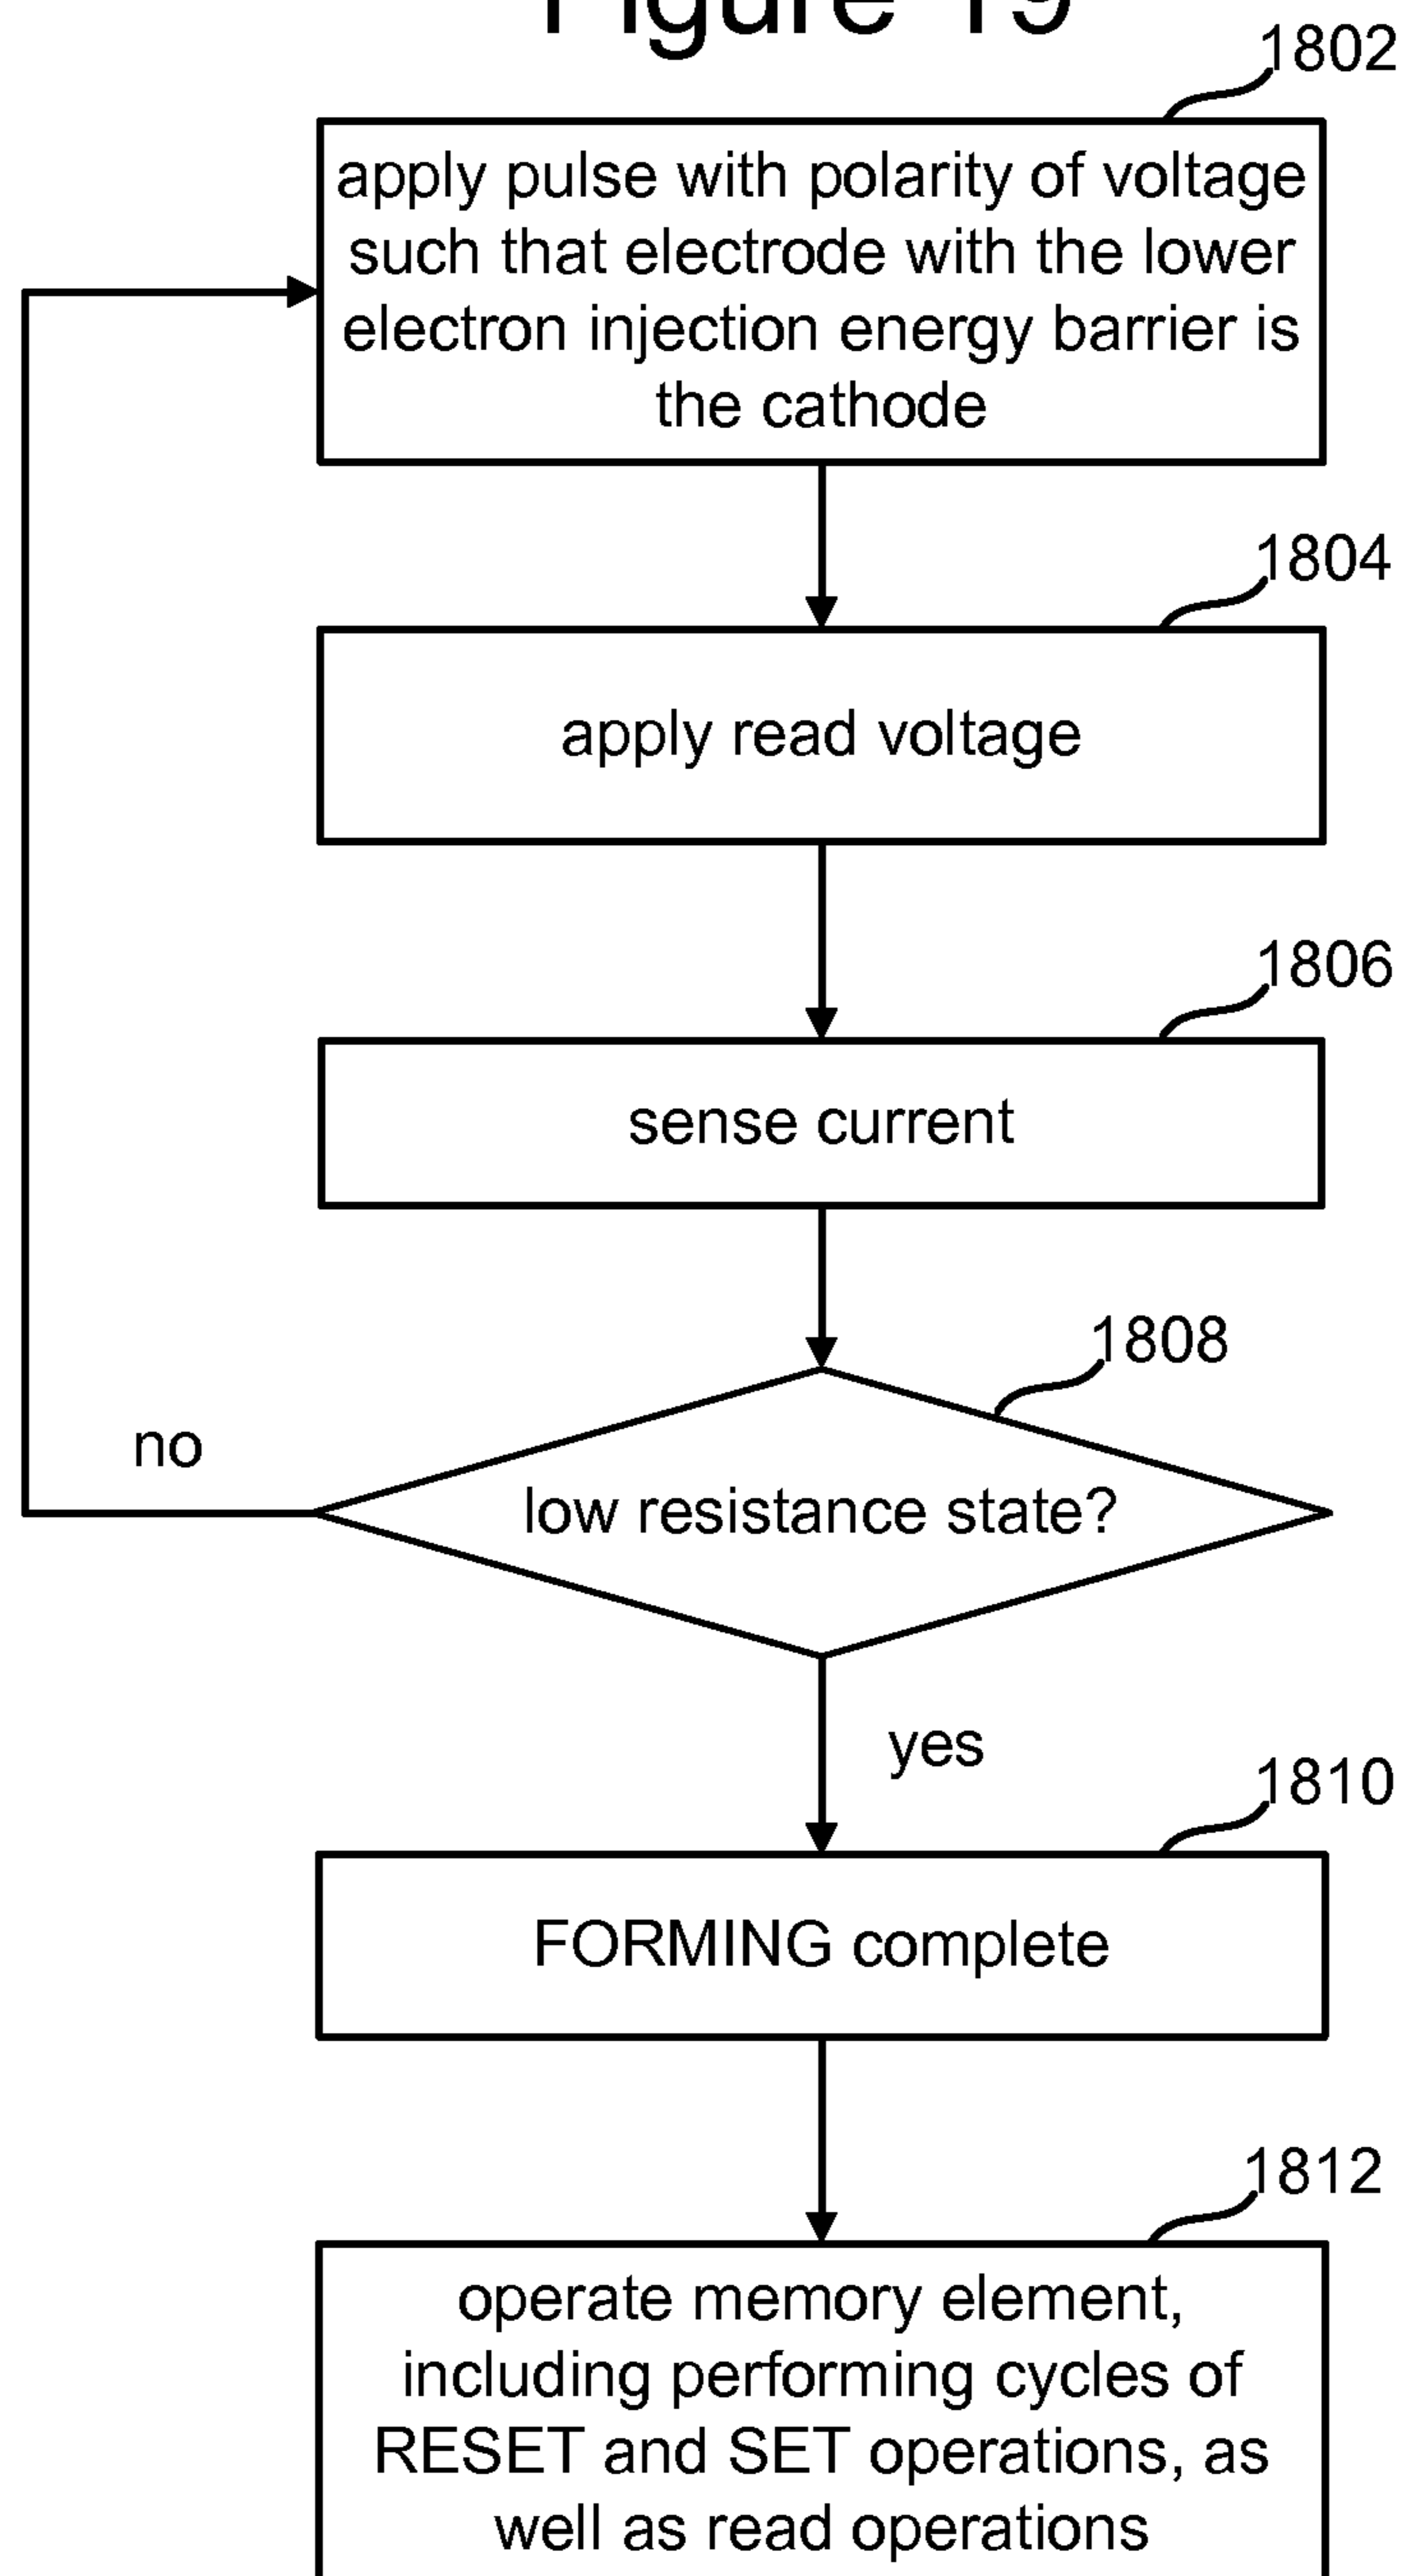 Figure 19
1802
apply pulse with polarity of voltage
such that electrode with the lower
electron injection energy barrier is
the cathode
1804
apply read voltage
1806
sense current
1808
no
low resistance state?
yes
1810
FORMING complete
1812
operate memory element,
including performing cycles of
RESET and SET operations, as
well as read operations